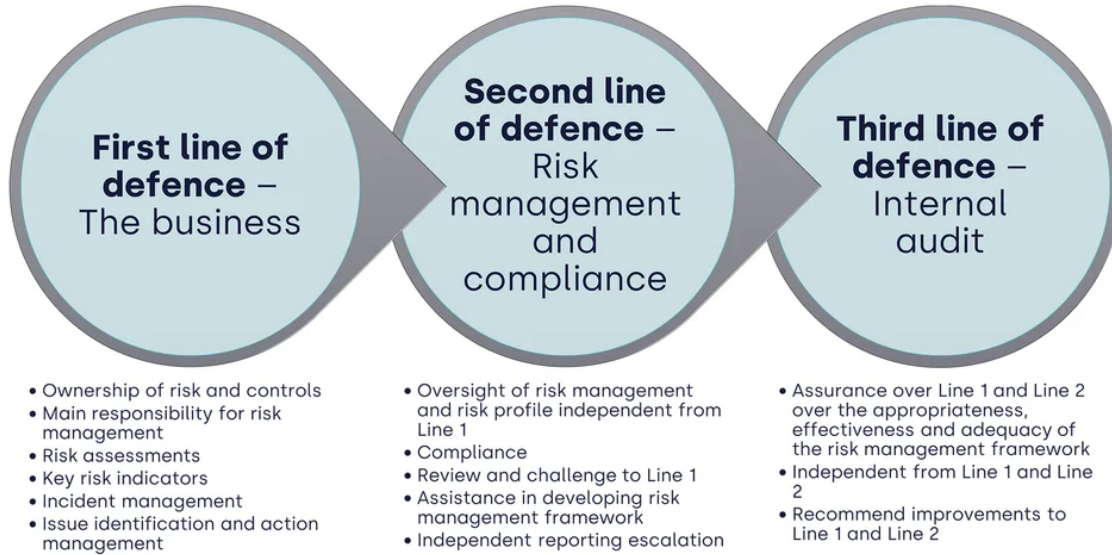 First line of
defence –
The business
Second line
of defence –
Risk
management
and
compliance
Third line of
defence –
Internal
audit
• Ownership of risk and controls
• Main responsibility for risk
management
• Risk assessments
• Key risk indicators
• Incident management
• Issue identification and action
management
• Oversight of risk management
and risk profile independent from
Line 1
• Compliance
• Review and challenge to Line 1
• Assistance in developing risk
management framework
• Independent reporting escalation
• Assurance over Line 1 and Line 2
over the appropriateness,
effectiveness and adequacy of
the risk management framework
• Independent from Line 1 and Line
2
• Recommend improvements to
Line 1 and Line 2